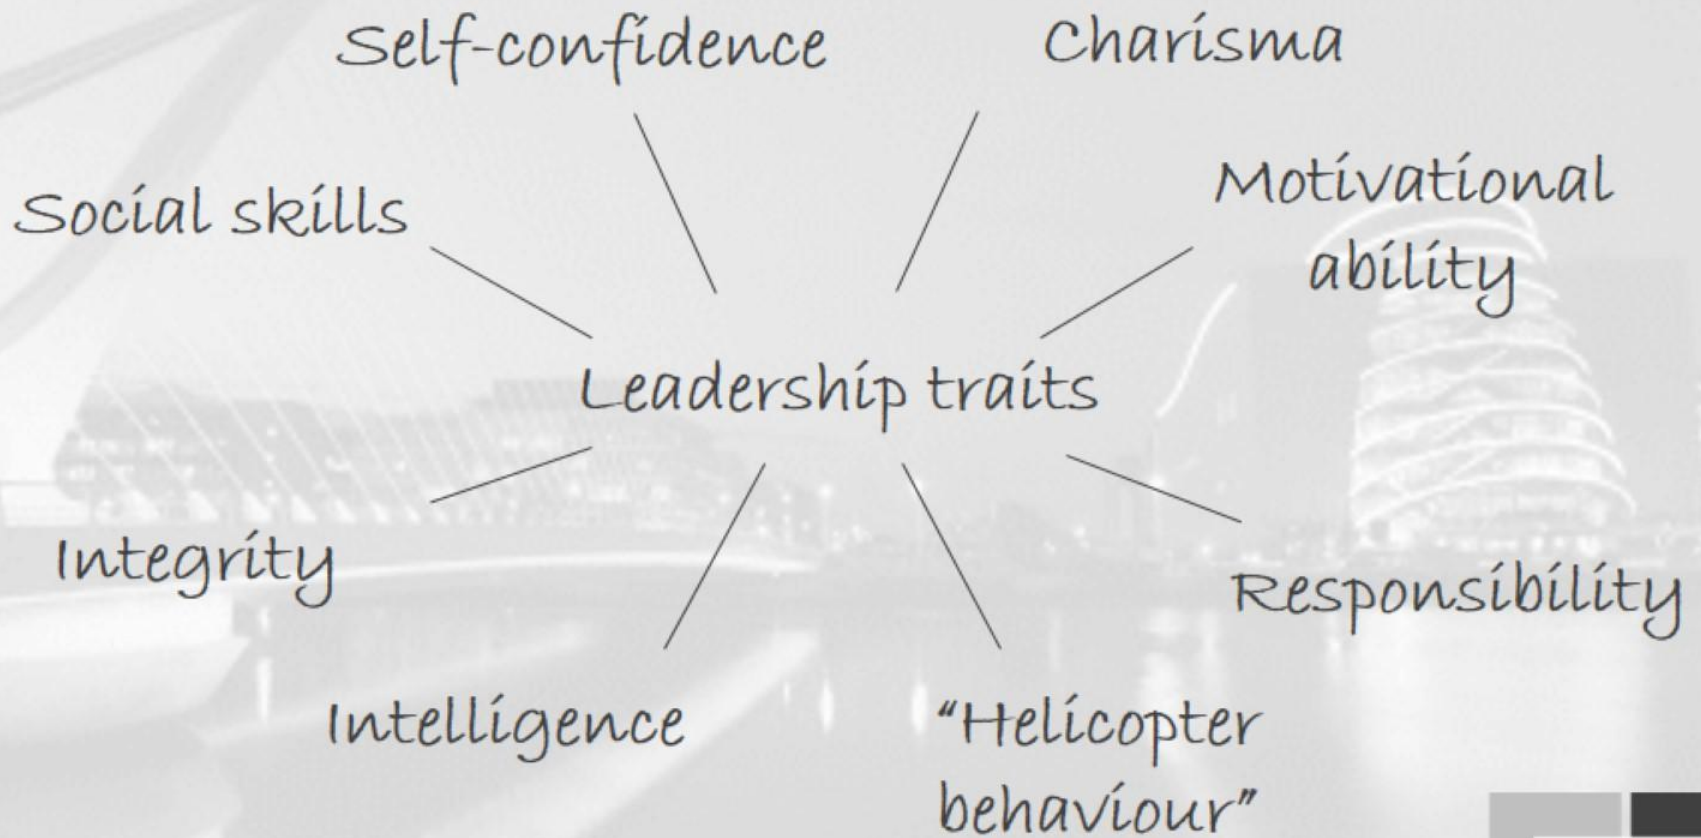 Self-confidence
Charisma
Social skills
Motivational
ability
Leadership traits
Integrity
Responsibility
Intelligence
“Helicopter
behaviour”